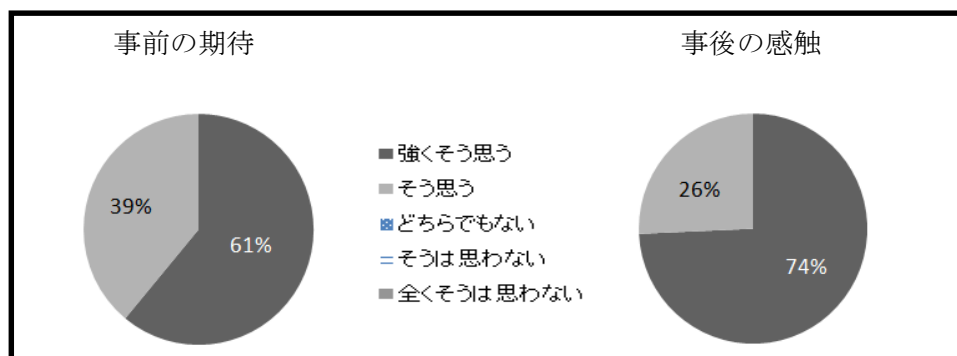 事前の期待
事後の感触
39%
61%
強くそう思う
そう思う
どちらでもない
そうは思わない
全くそうは思わない
26%
74%